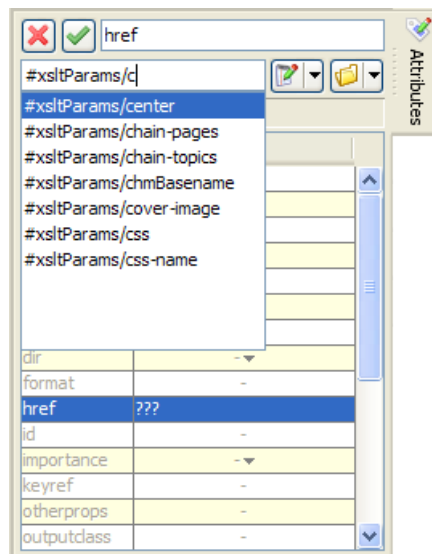 href
Attributes
#xsltParams/c
#xsltParams/center
#xsltParams/chain-pages
#xsltParams/chain-topics
#xsltParams/chmBasename
#xsltParams/cover-image
#xsltParams/css
#xsltParams/css-name
dir -
format -
href ???
id -
importance -
keyref -
otherprops -
outputclass -